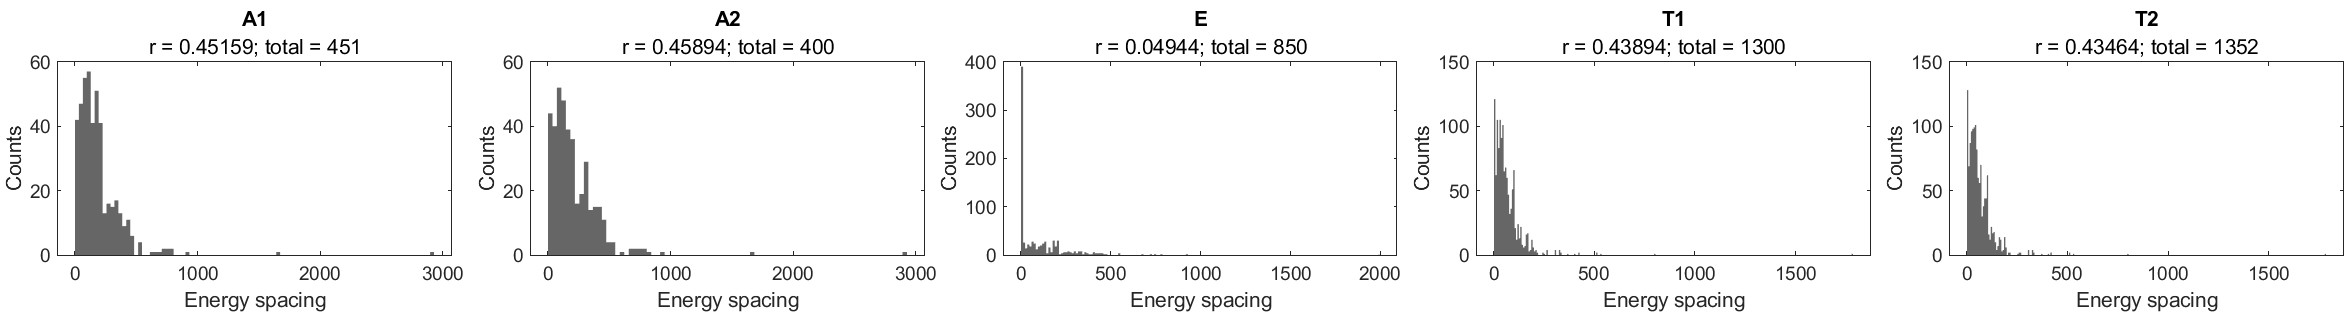 A1
r = 0.45159; total = 451
60
40
20
0
Counts
0 1000 2000 3000
Energy spacing
A2
r = 0.45894; total = 400
60
40
20
0
Counts
0 1000 2000 3000
Energy spacing
E
r = 0.04944; total = 850
400
300
200
100
0
Counts
0 500 1000 1500 2000
Energy spacing
T1
r = 0.43894; total = 1300
150
100
50
0
Counts
0 500 1000 1500
Energy spacing
T2
r = 0.43464; total = 1352
150
100
50
0
Counts
0 500 1000 1500
Energy spacing